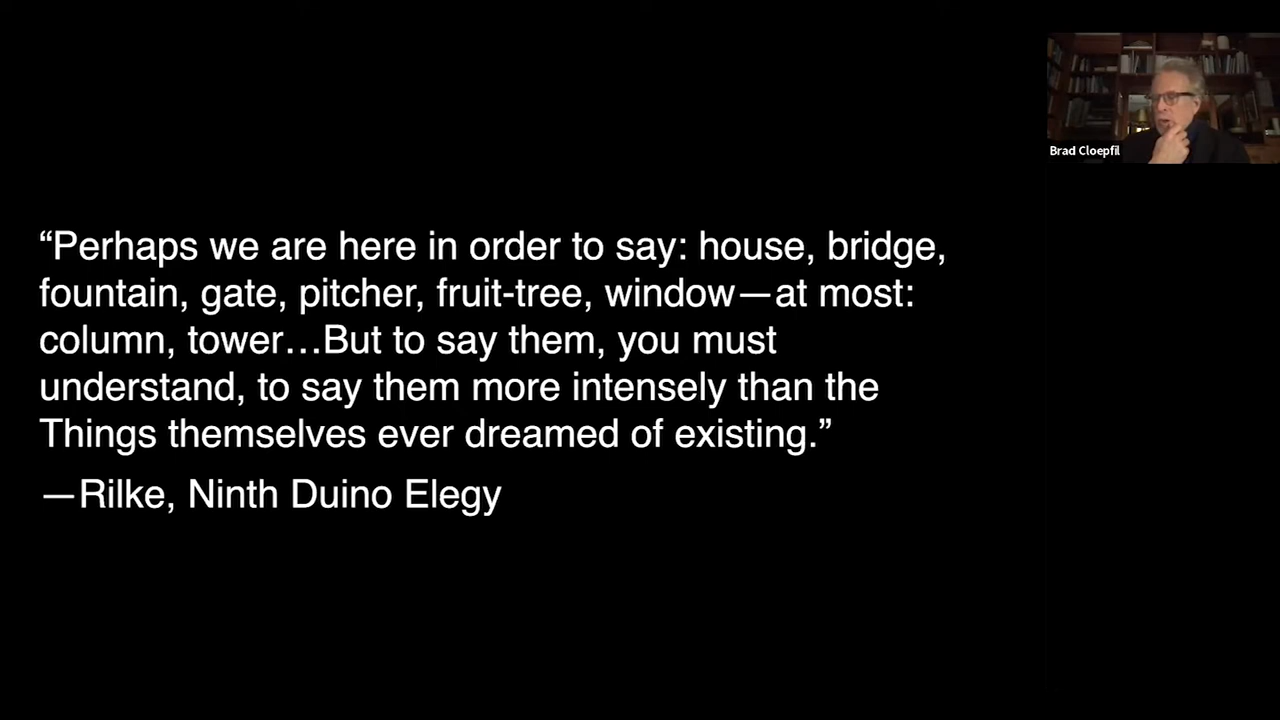 Brad Cloepfil
“Perhaps we are here in order to say: house, bridge,
fountain, gate, pitcher, fruit-tree, window—at most:
column, tower…But to say them, you must
understand, to say them more intensely than the
Things themselves ever dreamed of existing.”
—Rilke, Ninth Duino Elegy